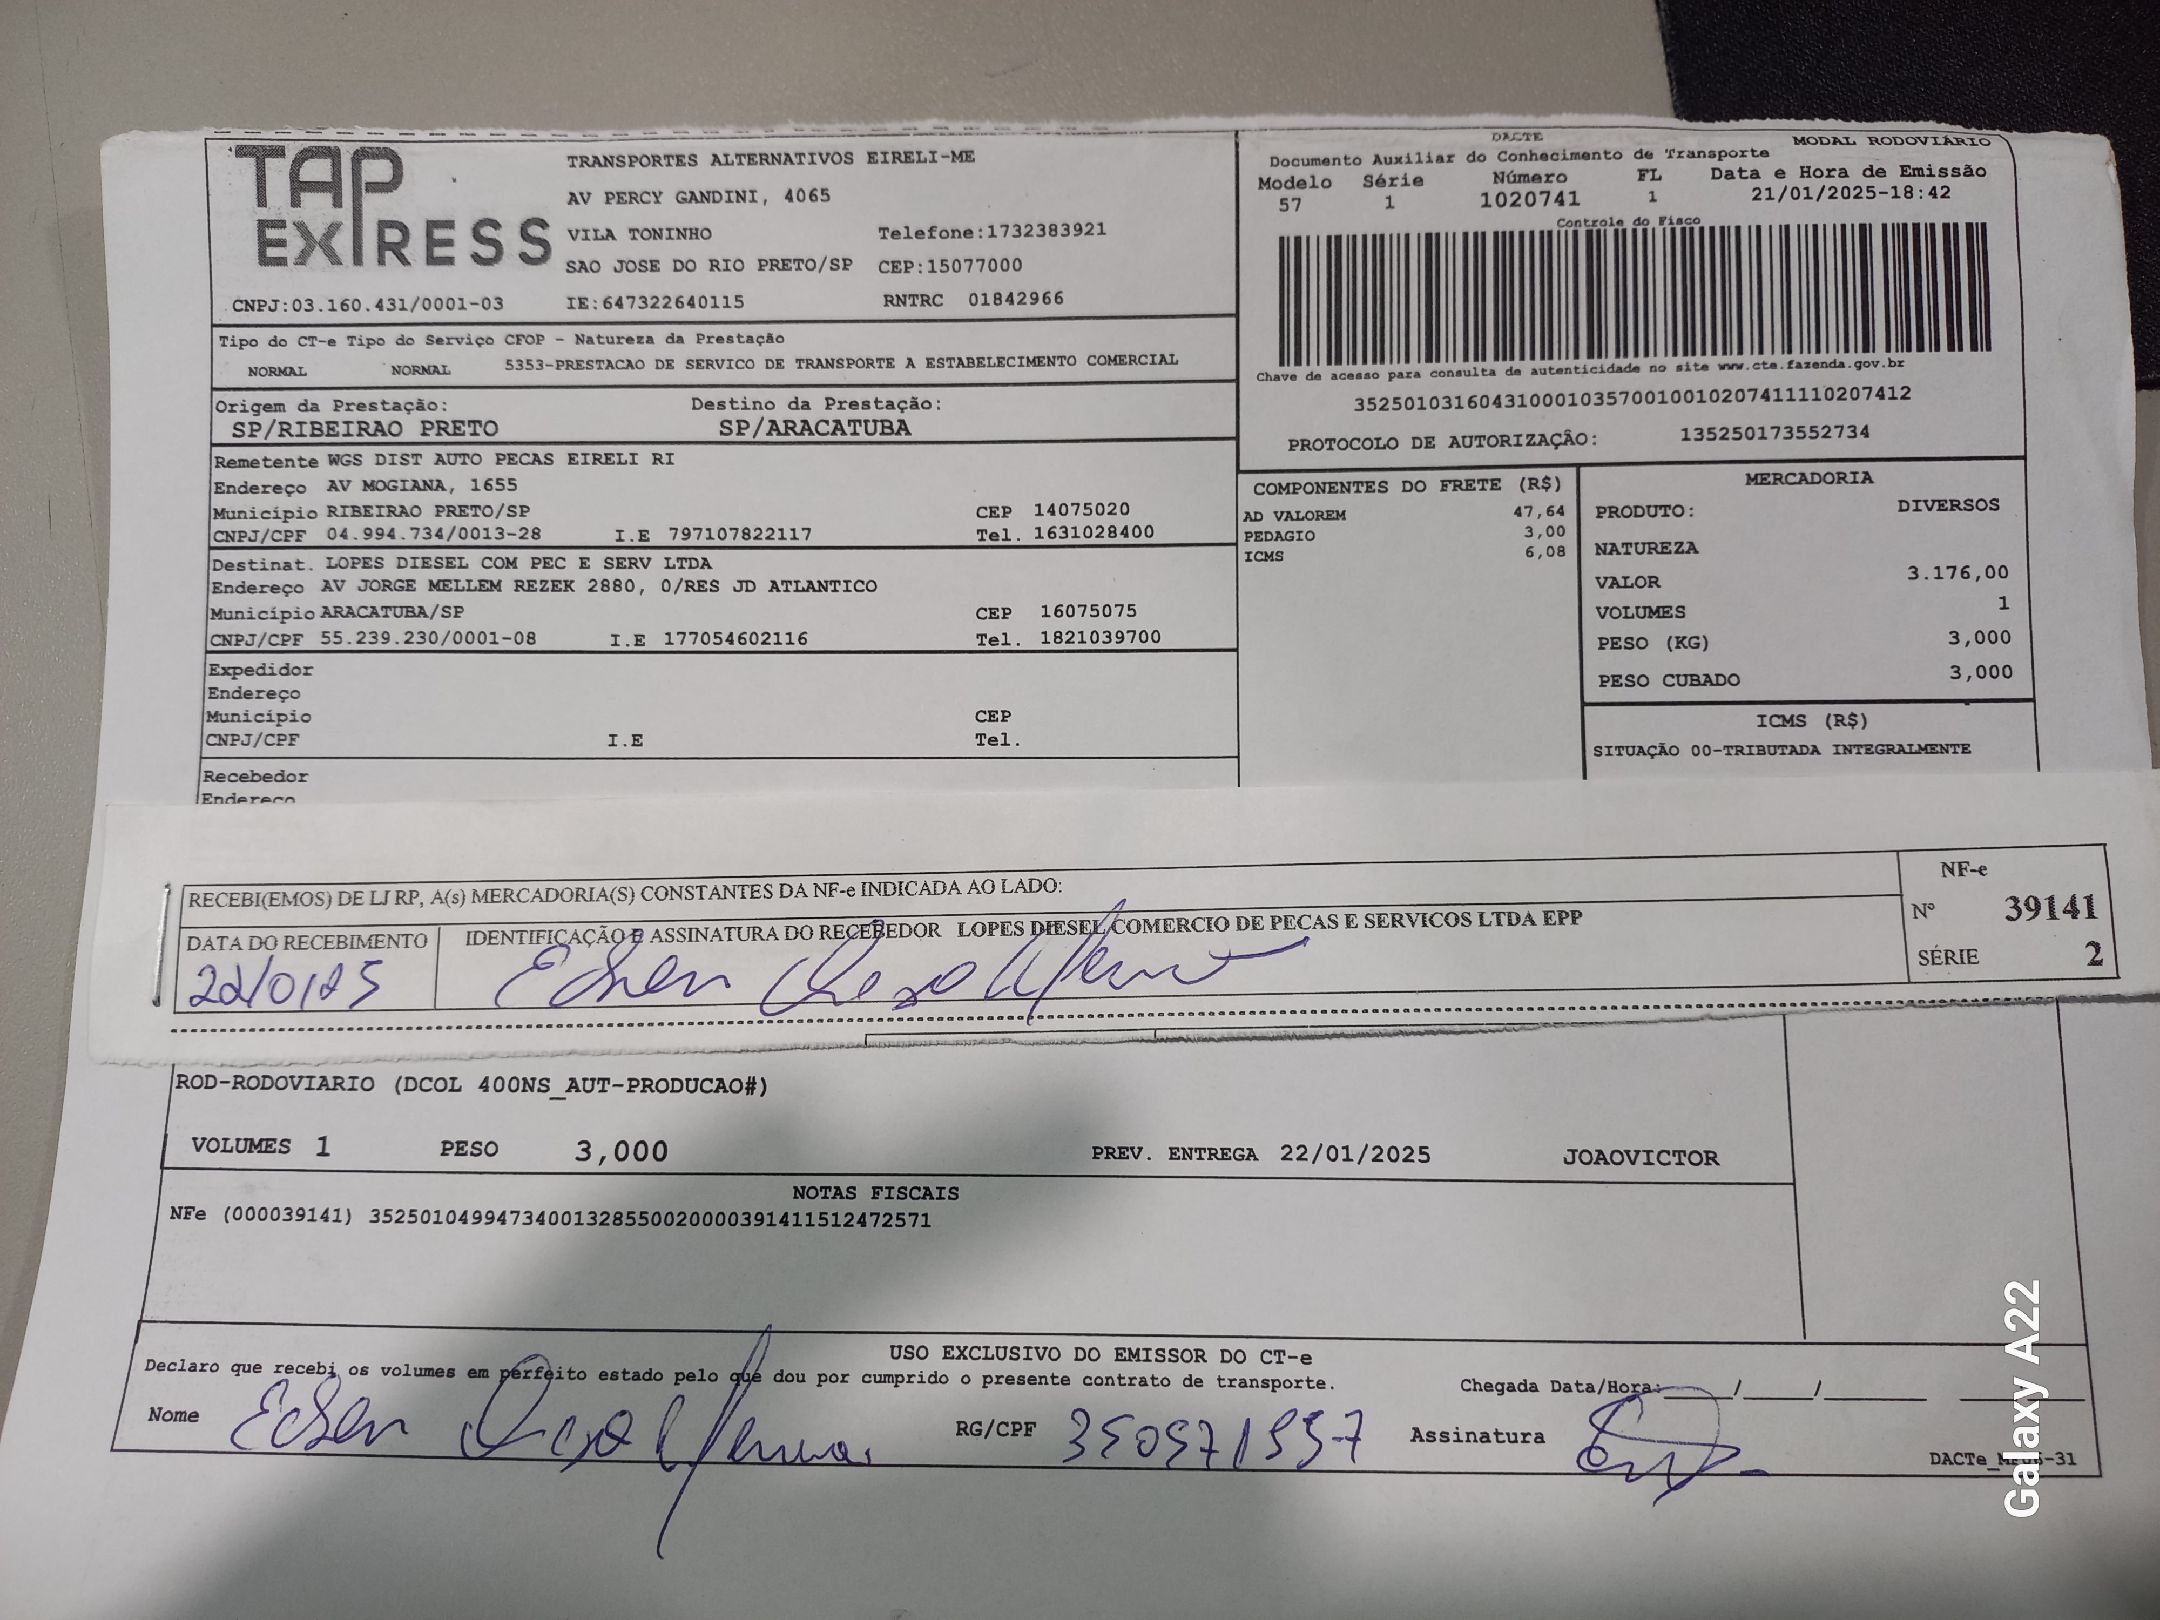 TAP EXPRESS
TRANSPORTES ALTERNATIVOS EIRELI-ME
AV PERCY GANDINI, 4065
VILA TONINHO Telefone:1732383921
SAO JOSE DO RIO PRETO/SP CEP:15077000
CNPJ:03.160.431/0001-03 IE:647322640115 RNTRC 01842966
DACTE MODAL RODOVIÁRIO
Documento Auxiliar do Conhecimento de Transporte
Modelo Série Número FL Data e Hora de Emissão
57 1 1020741 1 21/01/2025-18:42
Controle do Fisco
Chave de acesso para consulta de autenticidade no site www.cte.fazenda.gov.br
35250103160431000103570010010207411110207412
PROTOCOLO DE AUTORIZAÇÂO: 135250173552734
Tipo do CT-e Tipo do Serviço CFOP - Natureza da Prestação
NORMAL NORMAL 5353-PRESTACAO DE SERVICO DE TRANSPORTE A ESTABELECIMENTO COMERCIAL
Origem da Prestação: Destino da Prestação:
SP/RIBEIRAO PRETO SP/ARACATUBA
Remetente WGS DIST AUTO PECAS EIRELI RI
Endereço AV MOGIANA, 1655
Município RIBEIRAO PRETO/SP CEP 14075020
CNPJ/CPF 04.994.734/0013-28 I.E 797107822117 Tel. 1631028400
Destinat. LOPES DIESEL COM PEC E SERV LTDA
Endereço AV JORGE MELLEM REZEK 2880, 0/RES JD ATLANTICO
Município ARACATUBA/SP CEP 16075075
CNPJ/CPF 55.239.230/0001-08 I.E 177054602116 Tel. 1821039700
Expedidor
Endereço
Município CEP
CNPJ/CPF I.E Tel.
Recebedor
Endereço
COMPONENTES DO FRETE (R$)
AD VALOREM 47,64
PEDAGIO 3,00
ICMS 6,08
MERCADORIA
PRODUTO: DIVERSOS
NATUREZA
VALOR 3.176,00
VOLUMES 1
PESO (KG) 3,000
PESO CUBADO 3,000
ICMS (R$)
SITUAÇÃO 00-TRIBUTADA INTEGRALMENTE
RECEBI(EMOS) DE LJ RP, A(s) MERCADORIA(S) CONSTANTES DA NF-e INDICADA AO LADO:
DATA DO RECEBIMENTO IDENTIFICAÇÃO E ASSINATURA DO RECEBEDOR LOPES DIESEL COMERCIO DE PECAS E SERVICOS LTDA EPP
22/01/25 Edson
NF-e
Nº 39141
SÉRIE 2
ROD-RODOVIARIO (DCOL 400NS_AUT-PRODUCAO#)
VOLUMES 1 PESO 3,000 PREV. ENTREGA 22/01/2025 JOAOVICTOR
NOTAS FISCAIS
NFe (000039141) 35250104994734001328550020000391411512472571
USO EXCLUSIVO DO EMISSOR DO CT-e
Declaro que recebi os volumes em perfeito estado pelo que dou por cumprido o presente contrato de transporte.
Chegada Data/Hora:____/____/______ ______
Nome Edson RG/CPF Assinatura
Galaxy A22